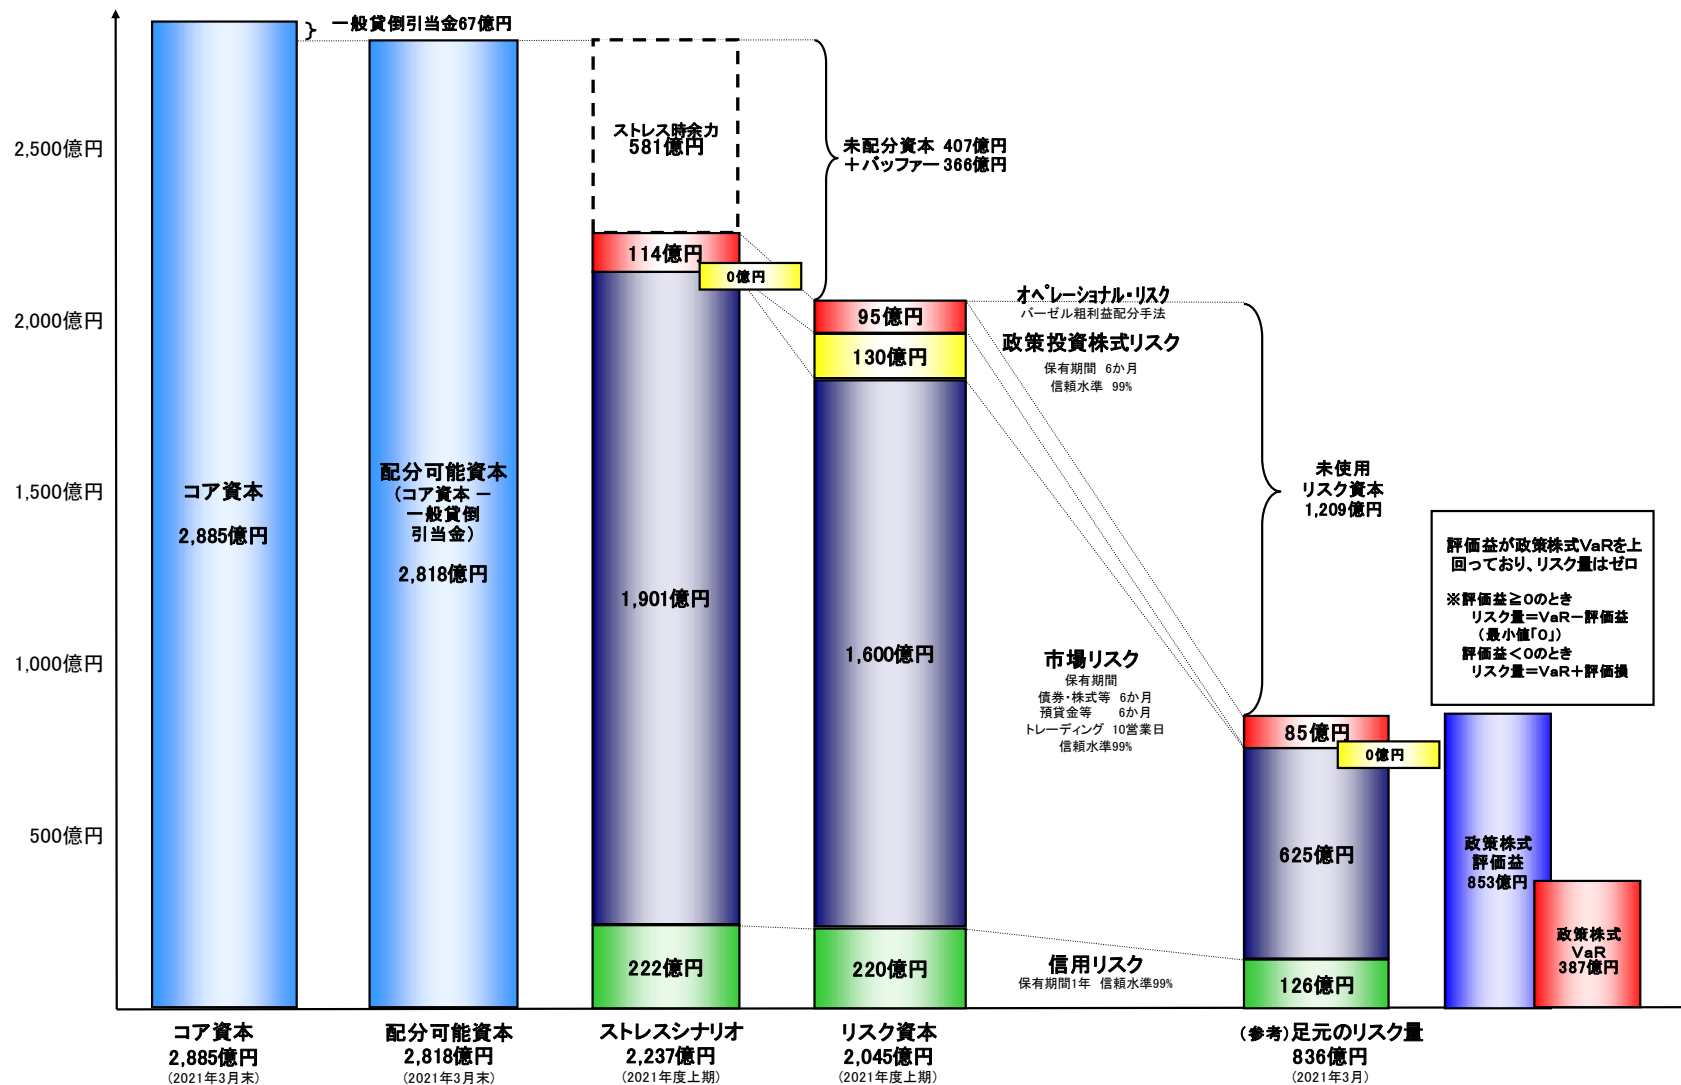 一般貸倒引当金67億円
2,500億円
2,000億円
1,500億円
1,000億円
500億円
コア資本
2,885億円
配分可能資本
(コア資本 －
一般貸倒
引当金)
2,818億円
ストレス時余力
581億円
114億円
0億円
1,901億円
222億円
未配分資本 407億円
＋バッファー 366億円
95億円
130億円
1,600億円
220億円
オペレーショナル・リスク
バーゼル粗利益配分手法
政策投資株式リスク
保有期間 6か月
信頼水準 99%
市場リスク
保有期間
債券・株式等 6か月
預貸金等 6か月
トレーディング 10営業日
信頼水準99%
信用リスク
保有期間1年 信頼水準99%
未使用
リスク資本
1,209億円
85億円
0億円
625億円
126億円
評価益が政策株式VaRを上
回っており、リスク量はゼロ
※評価益≧0のとき
リスク量＝VaR－評価益
（最小値「0」）
評価益＜0のとき
リスク量＝VaR＋評価損
政策株式
評価益
853億円
政策株式
VaR
387億円
コア資本
2,885億円
(2021年3月末)
配分可能資本
2,818億円
(2021年3月末)
ストレスシナリオ
2,237億円
(2021年度上期)
リスク資本
2,045億円
(2021年度上期)
(参考)足元のリスク量
836億円
(2021年3月)